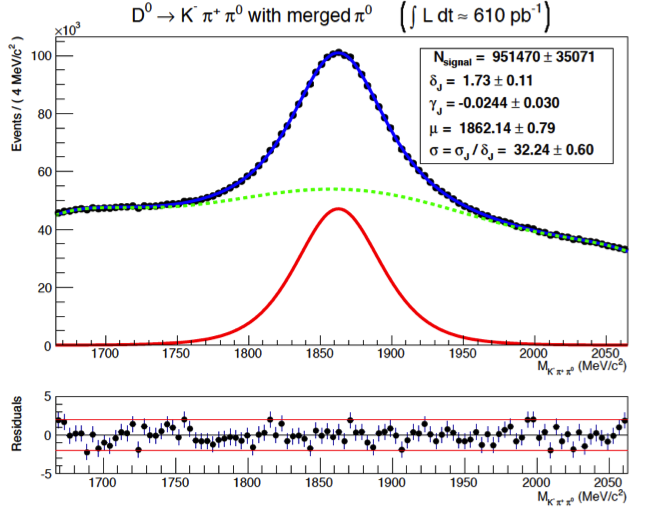 D⁰ → K⁻ π⁺ π⁰ with merged π⁰ (∫ L dt ≈ 610 pb⁻¹)
×10³
Events / ( 4 MeV/c² )
100
80
60
40
20
0
N_signal = 951470 ± 35071
δ_J = 1.73 ± 0.11
γ_J = -0.0244 ± 0.030
μ = 1862.14 ± 0.79
σ = σ_J / δ_J = 32.24 ± 0.60
1700 1750 1800 1850 1900 1950 2000 2050
M_K⁻π⁺π⁰ (MeV/c²)
Residuals
5
0
-5
1700 1750 1800 1850 1900 1950 2000 2050
M_K⁻π⁺π⁰ (MeV/c²)